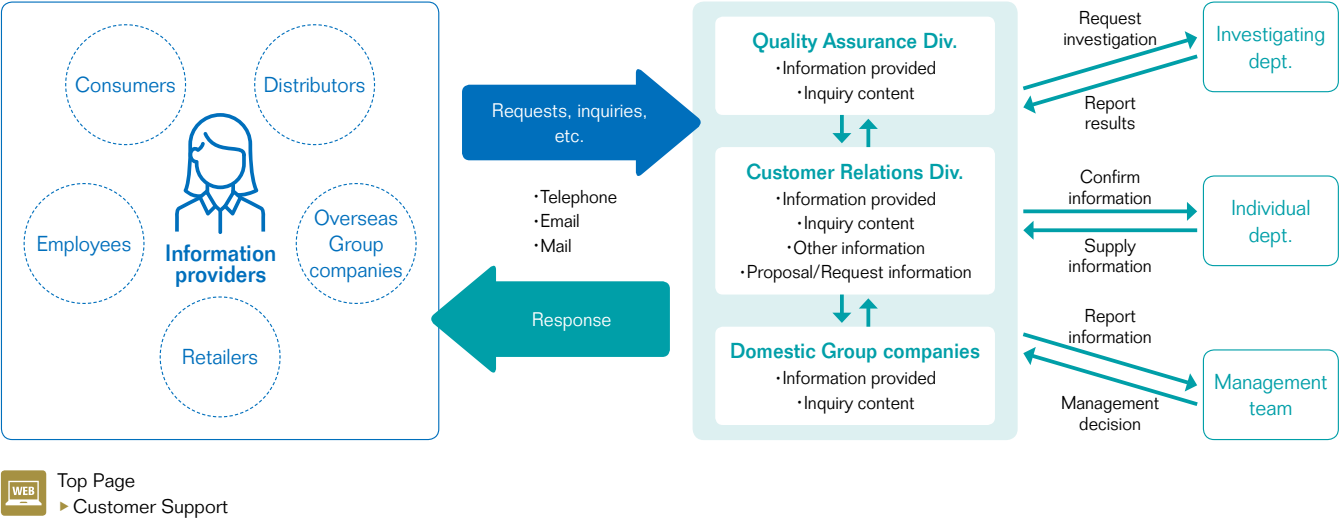 Consumers
Distributors
Employees
Information
providers
Overseas
Group
companies
Retailers
Requests, inquiries,
etc.
・Telephone
・Email
・Mail
Response
Quality Assurance Div.
・Information provided
・Inquiry content
Customer Relations Div.
・Information provided
・Inquiry content
・Other information
・Proposal/Request information
Domestic Group companies
・Information provided
・Inquiry content
Request
investigation
Report
results
Investigating
dept.
Confirm
information
Supply
information
Individual
dept.
Report
information
Management
decision
Management
team
WEB
Top Page
Customer Support